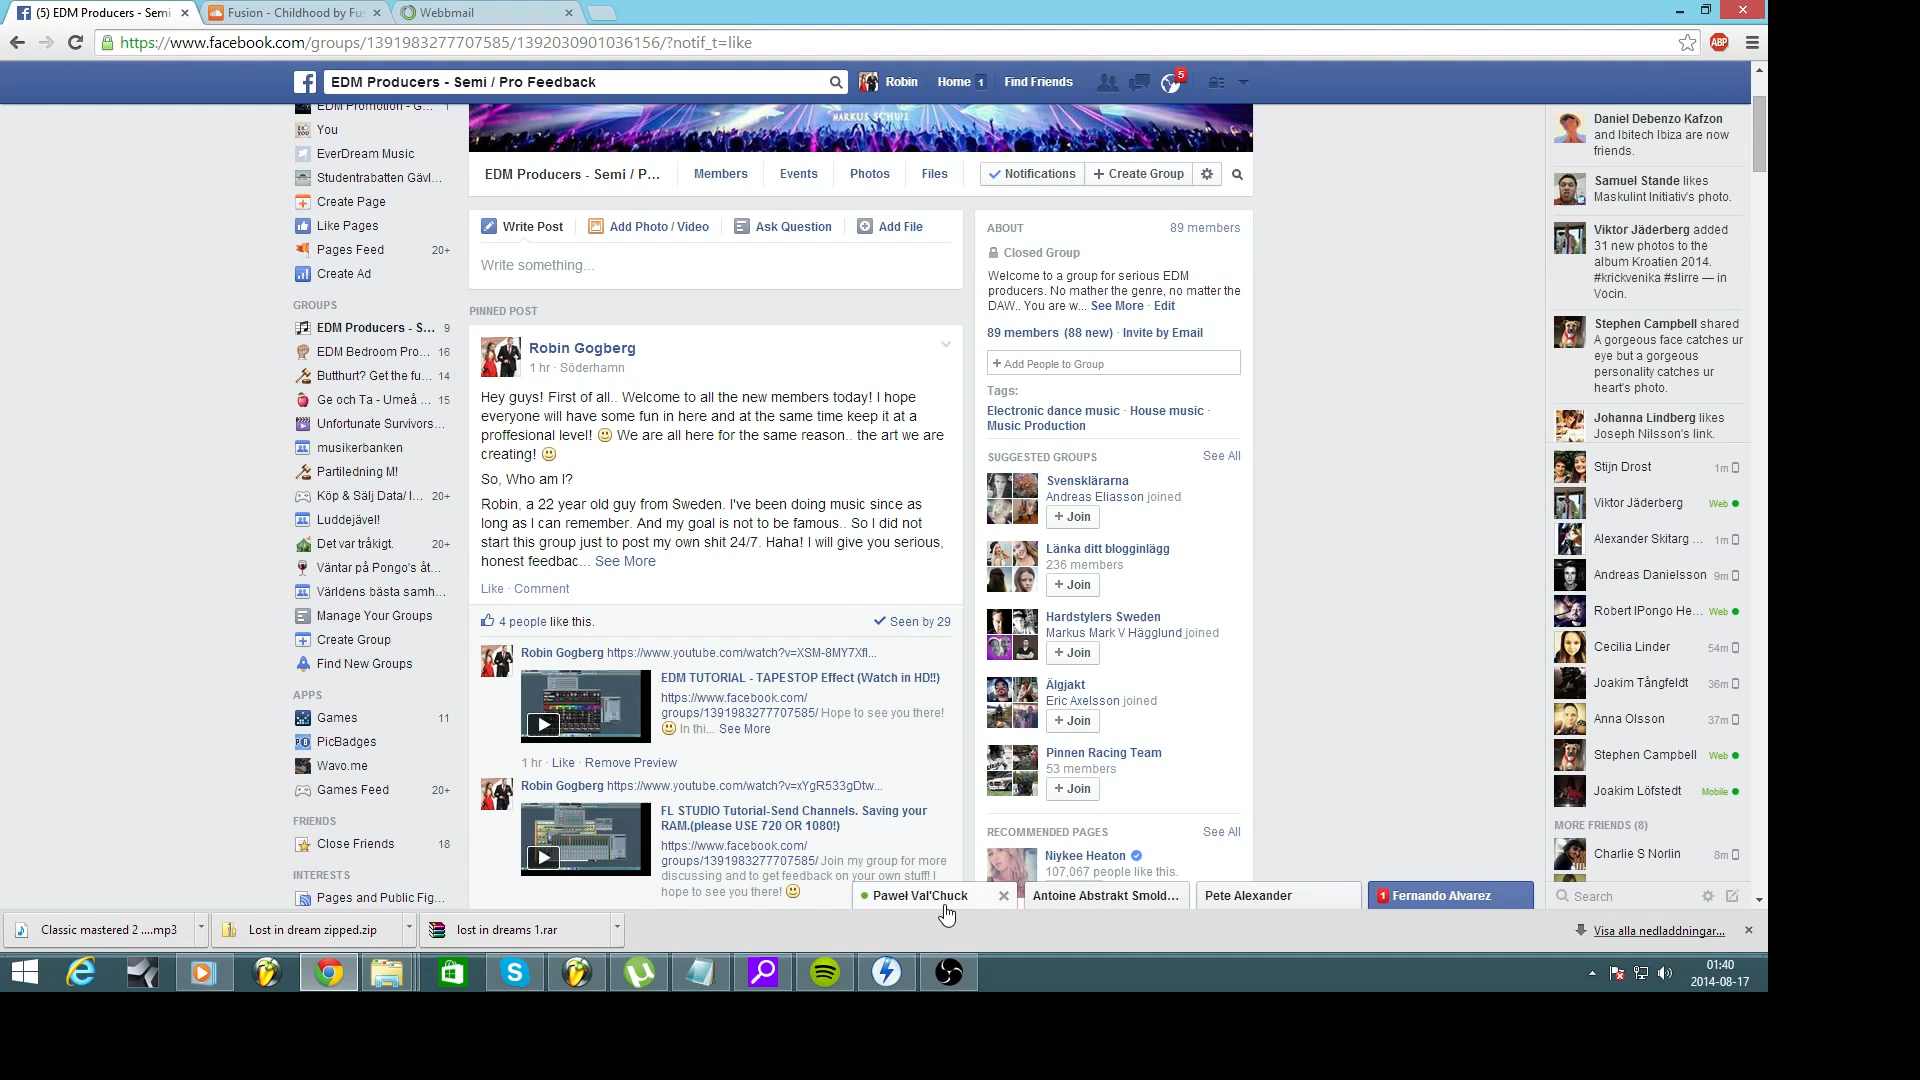 (5) EDM Producers - Semi
Fusion - Childhood by Fus
Webbmail
https://www.facebook.com/groups/1391983277707585/1392030901036156/?notif_t=like
ABP
EDM Producers - Semi / Pro Feedback
Robin
Home 1
Find Friends
5
EDM Promotion - G... 1
You
EverDream Music
Studentrabatten Gävl...
Create Page
Like Pages
Pages Feed 20+
Create Ad
GROUPS
EDM Producers - S... 9
EDM Bedroom Pro... 16
Butthurt? Get the fu... 14
Ge och Ta - Umeå ... 15
Unfortunate Survivors...
musikerbanken
Partiledning M!
Köp & Sälj Data/ I... 20+
Luddejävel!
Det var tråkigt. 20+
Väntar på Pongo's åt...
Världens bästa samh...
Manage Your Groups
Create Group
Find New Groups
APPS
Games 11
PicBadges
Wavo.me
Games Feed 20+
FRIENDS
Close Friends 18
INTERESTS
Pages and Public Fig...
MARKUS SCHULZ
EDM Producers - Semi / P...
Members
Events
Photos
Files
Notifications
+ Create Group
Write Post
Add Photo / Video
Ask Question
Add File
Write something...
PINNED POST
Robin Gogberg
1 hr · Söderhamn
Hey guys! First of all.. Welcome to all the new members today! I hope
everyone will have some fun in here and at the same time keep it at a
proffesional level! We are all here for the same reason.. the art we are
creating!
So, Who am I?
Robin, a 22 year old guy from Sweden. I've been doing music since as
long as I can remember. And my goal is not to be famous.. So I did not
start this group just to post my own shit 24/7. Haha! I will give you serious,
honest feedbac... See More
Like · Comment
4 people like this.
Seen by 29
Robin Gogberg https://www.youtube.com/watch?v=XSM-8MY7Xfl...
EDM TUTORIAL - TAPESTOP Effect (Watch in HD!!)
https://www.facebook.com/
groups/1391983277707585/ Hope to see you there!
In thi... See More
1 hr · Like · Remove Preview
Robin Gogberg https://www.youtube.com/watch?v=xYgR533gDtw...
FL STUDIO Tutorial-Send Channels. Saving your
RAM.(please USE 720 OR 1080!)
https://www.facebook.com/
groups/1391983277707585/ Join my group for more
discussing and to get feedback on your own stuff! I
hope to see you there!
ABOUT
89 members
Closed Group
Welcome to a group for serious EDM
producers. No mather the genre, no matter the
DAW.. You are w... See More · Edit
89 members (88 new) · Invite by Email
+ Add People to Group
Tags:
Electronic dance music · House music ·
Music Production
SUGGESTED GROUPS
See All
Svensklärarna
Andreas Eliasson joined
+ Join
Länka ditt blogginlägg
236 members
+ Join
Hardstylers Sweden
Markus Mark V Hägglund joined
+ Join
Älgjakt
Eric Axelsson joined
+ Join
Pinnen Racing Team
53 members
+ Join
RECOMMENDED PAGES
See All
Niykee Heaton
107,067 people like this.
Daniel Debenzo Kafzon
and Ibitech Ibiza are now
friends.
Samuel Stande likes
Maskulint Initiativ's photo.
Viktor Jäderberg added
31 new photos to the
album Kroatien 2014.
#krickvenika #slirre — in
Vocin.
Stephen Campbell shared
A gorgeous face catches ur
eye but a gorgeous
personality catches ur
heart's photo.
Johanna Lindberg likes
Joseph Nilsson's link.
Stijn Drost 1m
Viktor Jäderberg Web
Alexander Skitarg ... 1m
Andreas Danielsson 9m
Robert IPongo He... Web
Cecilia Linder 54m
Joakim Tångfeldt 36m
Anna Olsson 37m
Stephen Campbell Web
Joakim Löfstedt Mobile
MORE FRIENDS (8)
Charlie S Norlin 8m
Search
Paweł Val'Chuck
Antoine Abstrakt Smold...
Pete Alexander
1 Fernando Alvarez
Classic mastered 2 ....mp3
Lost in dream zipped.zip
lost in dreams 1.rar
Visa alla nedladdningar...
01:40
2014-08-17